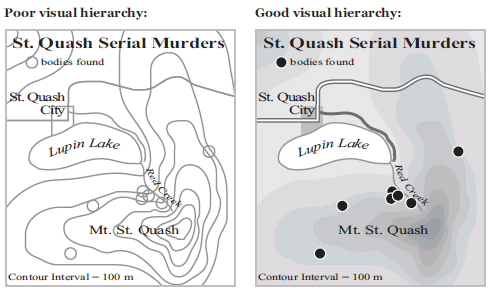 Poor visual hierarchy:
St. Quash Serial Murders
bodies found
St. Quash
City
Lupin Lake
Red Creek
Mt. St. Quash
Contour Interval = 100 m
Good visual hierarchy:
St. Quash Serial Murders
bodies found
St. Quash
City
Lupin Lake
Red Creek
Mt. St. Quash
Contour Interval = 100 m